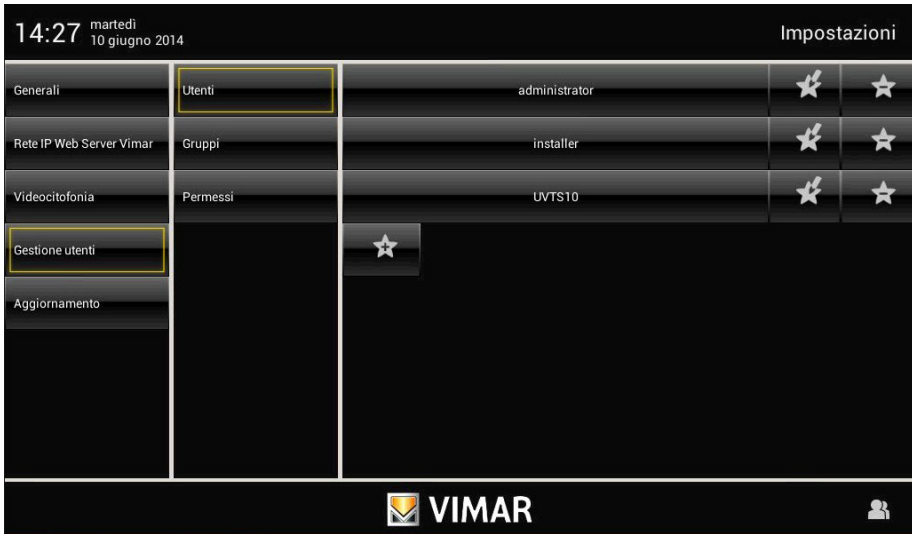 14:27
martedì
10 giugno 2014
Impostazioni
Generali
Utenti
administrator
Rete IP Web Server Vimar
Gruppi
installer
Videocitofonia
Permessi
UVTS10
Gestione utenti
Aggiornamento
VIMAR